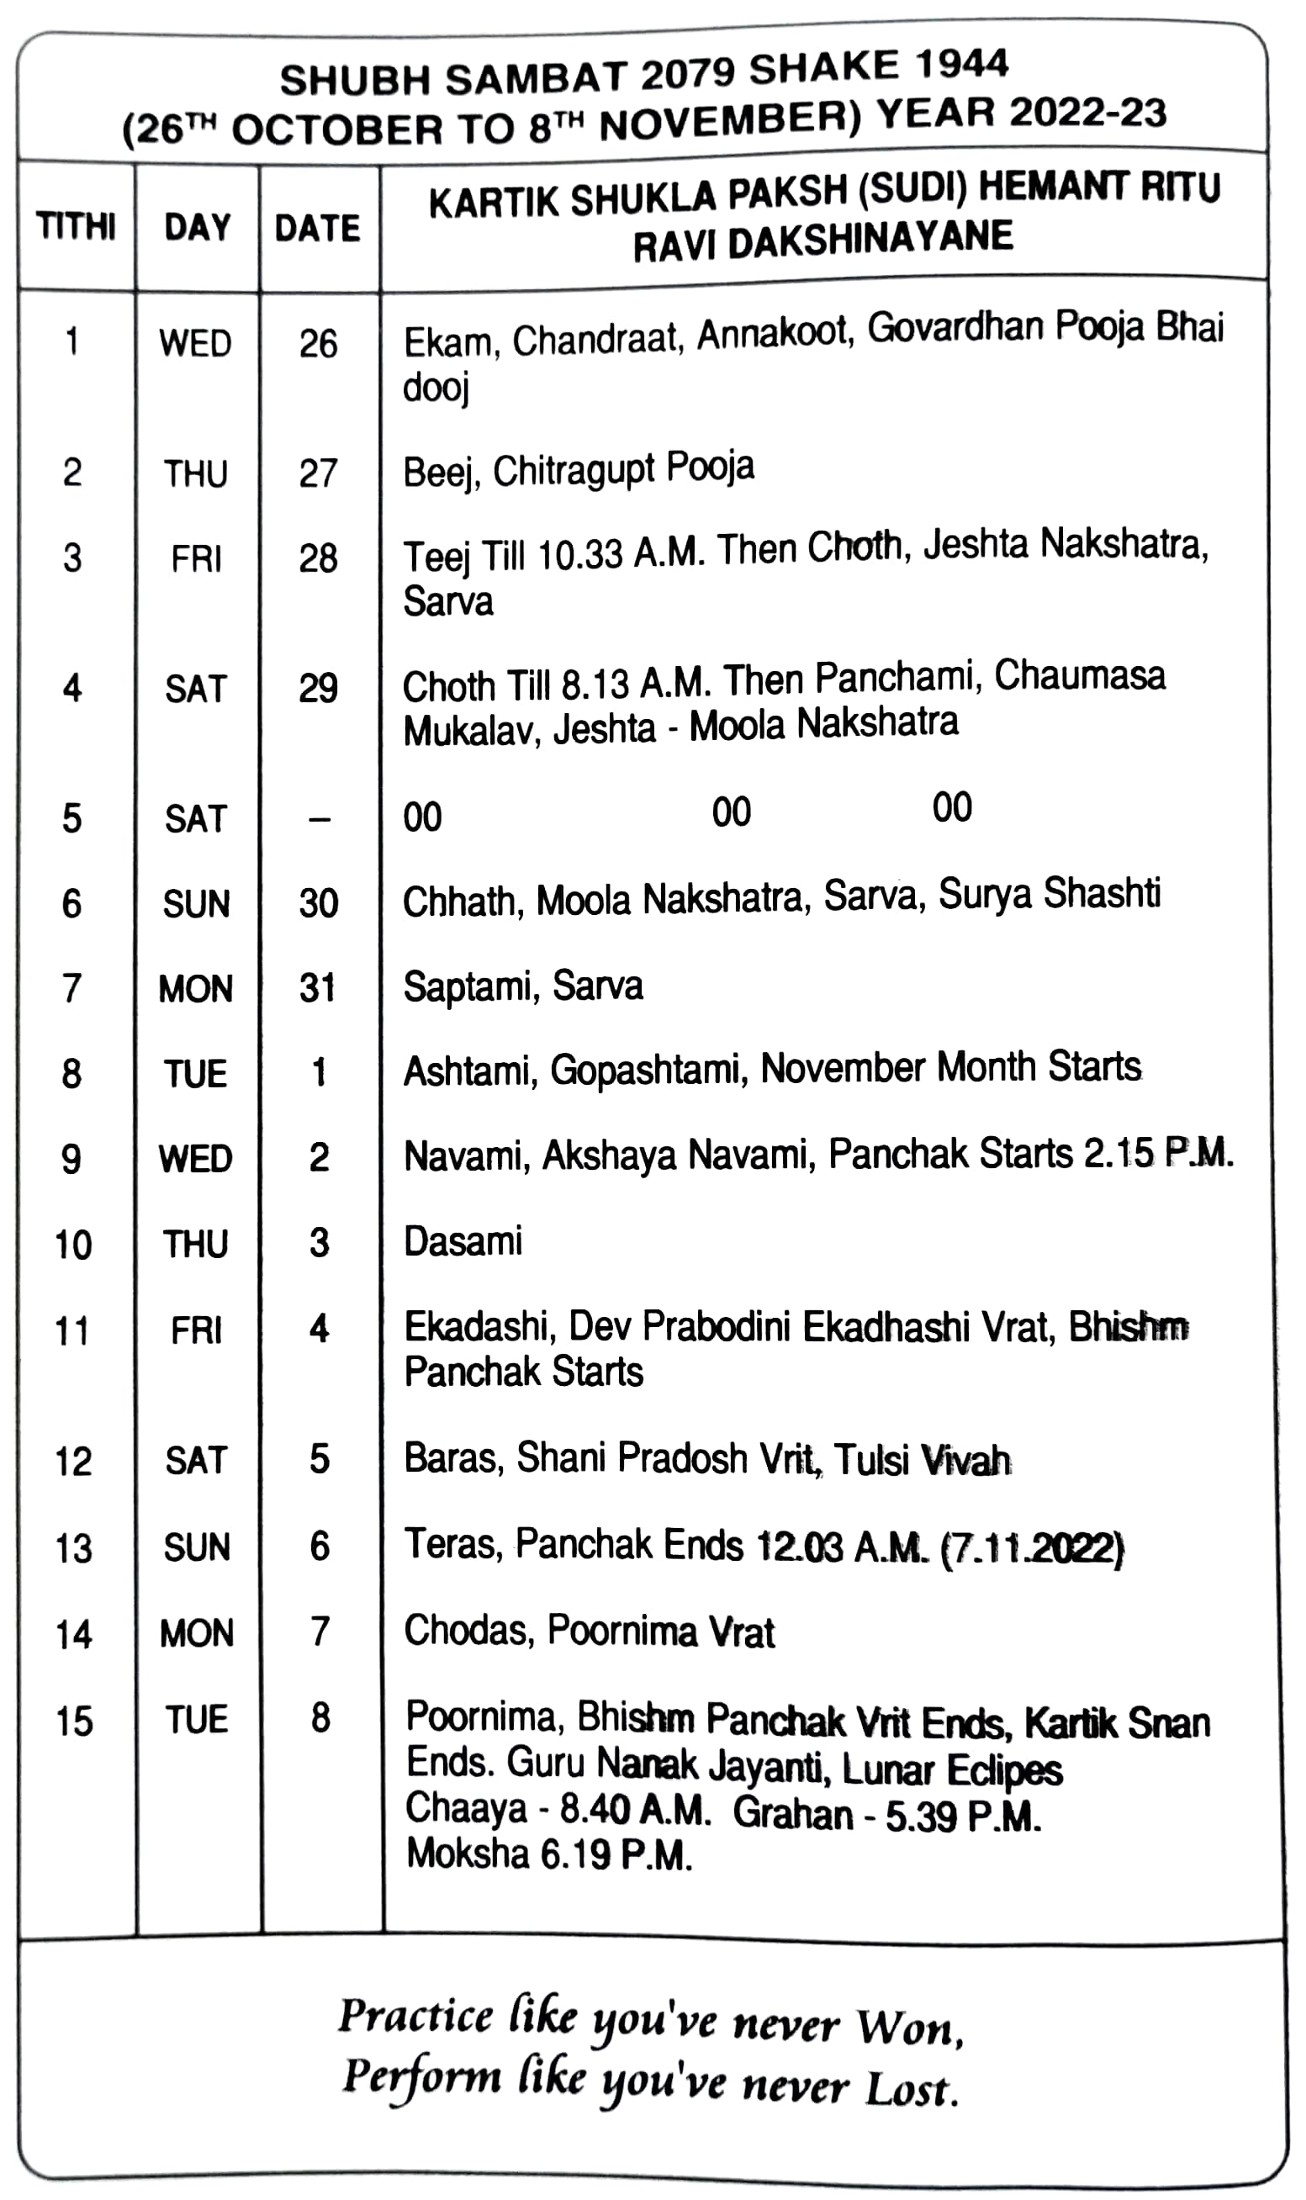 SHUBH SAMBAT 2079 SHAKE 1944
(26TH OCTOBER TO 8TH NOVEMBER) YEAR 2022-23
TITHI DAY DATE KARTIK SHUKLA PAKSH (SUDI) HEMANT RITU
RAVI DAKSHINAYANE
1 WED 26 Ekam, Chandraat, Annakoot, Govardhan Pooja Bhai
dooj
2 THU 27 Beej, Chitragupt Pooja
3 FRI 28 Teej Till 10.33 A.M. Then Choth, Jeshta Nakshatra,
Sarva
4 SAT 29 Choth Till 8.13 A.M. Then Panchami, Chaumasa
Mukalav, Jeshta - Moola Nakshatra
5 SAT – 00 00 00
6 SUN 30 Chhath, Moola Nakshatra, Sarva, Surya Shashti
7 MON 31 Saptami, Sarva
8 TUE 1 Ashtami, Gopashtami, November Month Starts
9 WED 2 Navami, Akshaya Navami, Panchak Starts 2.15 P.M.
10 THU 3 Dasami
11 FRI 4 Ekadashi, Dev Prabodini Ekadhashi Vrat, Bhishm
Panchak Starts
12 SAT 5 Baras, Shani Pradosh Vrit, Tulsi Vivah
13 SUN 6 Teras, Panchak Ends 12.03 A.M. (7.11.2022)
14 MON 7 Chodas, Poornima Vrat
15 TUE 8 Poornima, Bhishm Panchak Vrit Ends, Kartik Snan
Ends. Guru Nanak Jayanti, Lunar Eclipes
Chaaya - 8.40 A.M. Grahan - 5.39 P.M.
Moksha 6.19 P.M.
Practice like you've never Won,
Perform like you've never Lost.